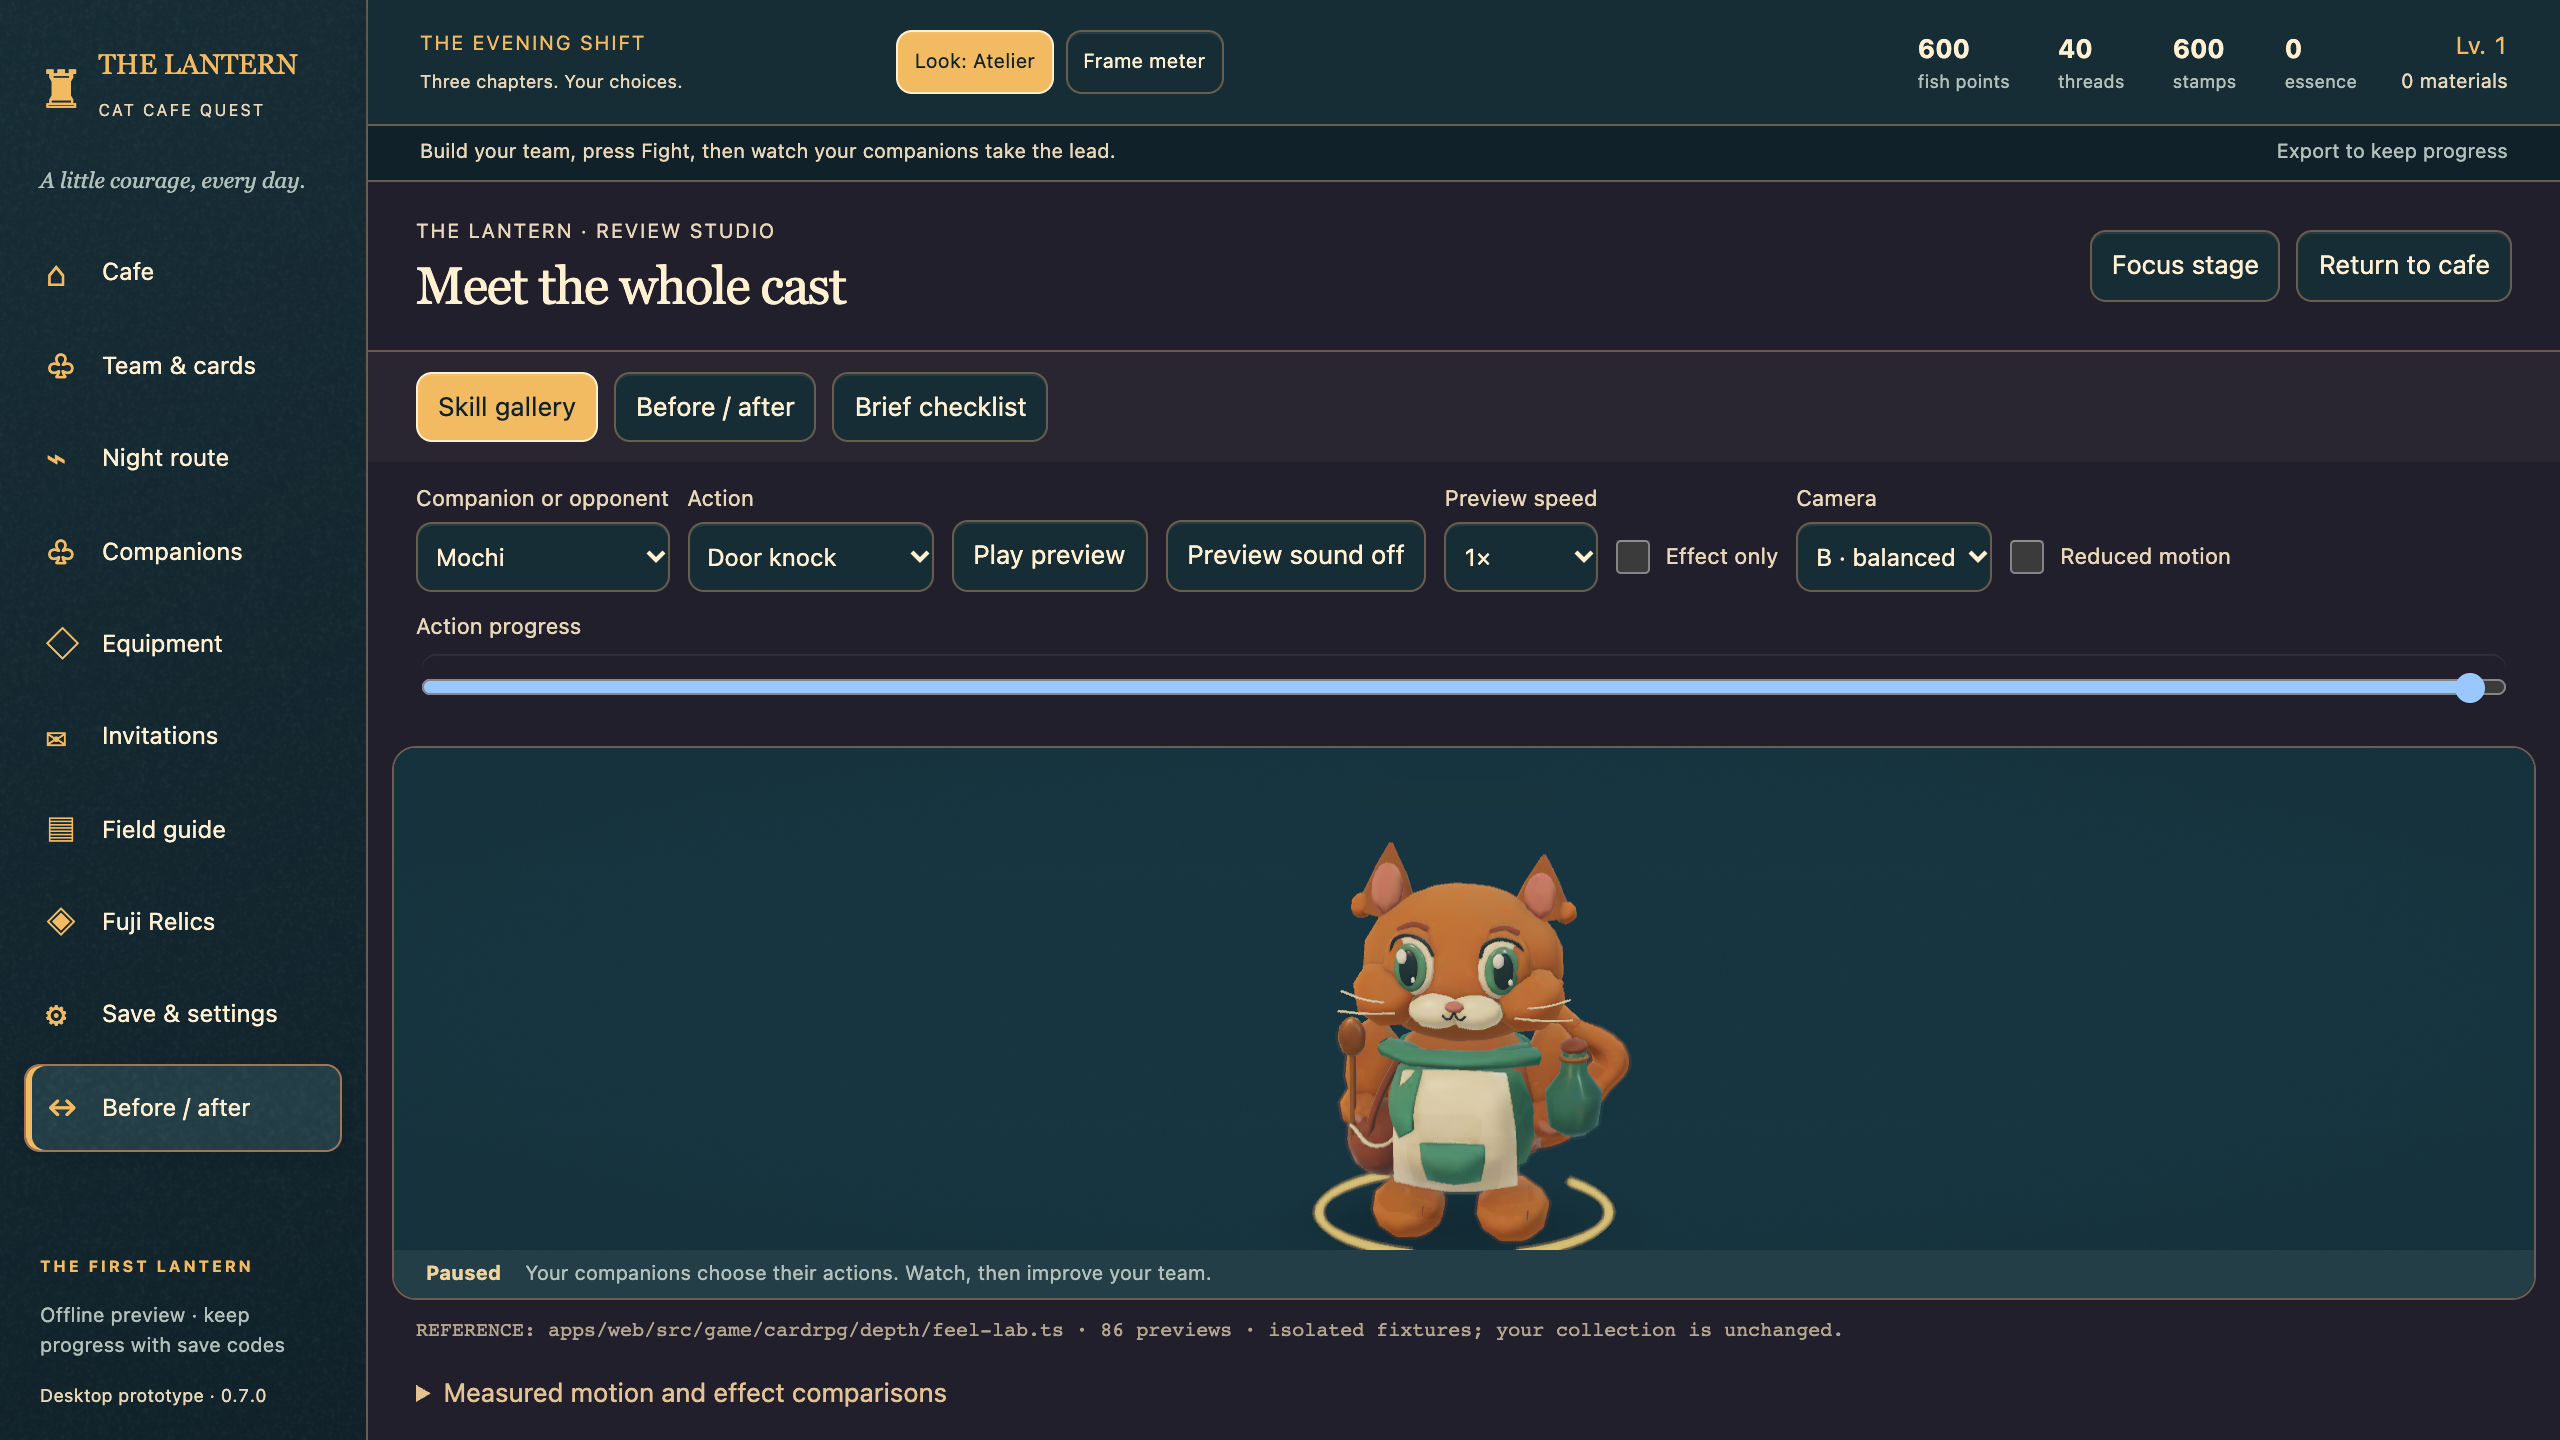 THE LANTERN
CAT CAFE QUEST
A little courage, every day.
Cafe
Team & cards
Night route
Companions
Equipment
Invitations
Field guide
Fuji Relics
Save & settings
Before / after
THE FIRST LANTERN
Offline preview · keep
progress with save codes
Desktop prototype · 0.7.0
THE EVENING SHIFT
Three chapters. Your choices.
Look: Atelier
Frame meter
600
fish points
40
threads
600
stamps
0
essence
Lv. 1
0 materials
Build your team, press Fight, then watch your companions take the lead.
Export to keep progress
THE LANTERN · REVIEW STUDIO
Meet the whole cast
Focus stage
Return to cafe
Skill gallery
Before / after
Brief checklist
Companion or opponent
Mochi
Action
Door knock
Play preview
Preview sound off
Preview speed
1×
Effect only
Camera
B · balanced
Reduced motion
Action progress
Paused
Your companions choose their actions. Watch, then improve your team.
REFERENCE: apps/web/src/game/cardrpg/depth/feel-lab.ts · 86 previews · isolated fixtures; your collection is unchanged.
Measured motion and effect comparisons